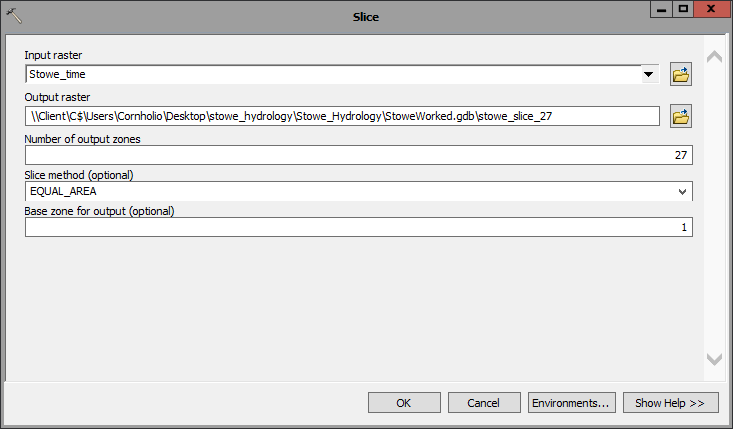 Slice
Input raster
Stowe_time
Output raster
\\Client\C$\Users\Cornholio\Desktop\stowe_hydrology\Stowe_Hydrology\StoweWorked.gdb\stowe_slice_27
Number of output zones
27
Slice method (optional)
EQUAL_AREA
Base zone for output (optional)
1
OK
Cancel
Environments...
Show Help >>